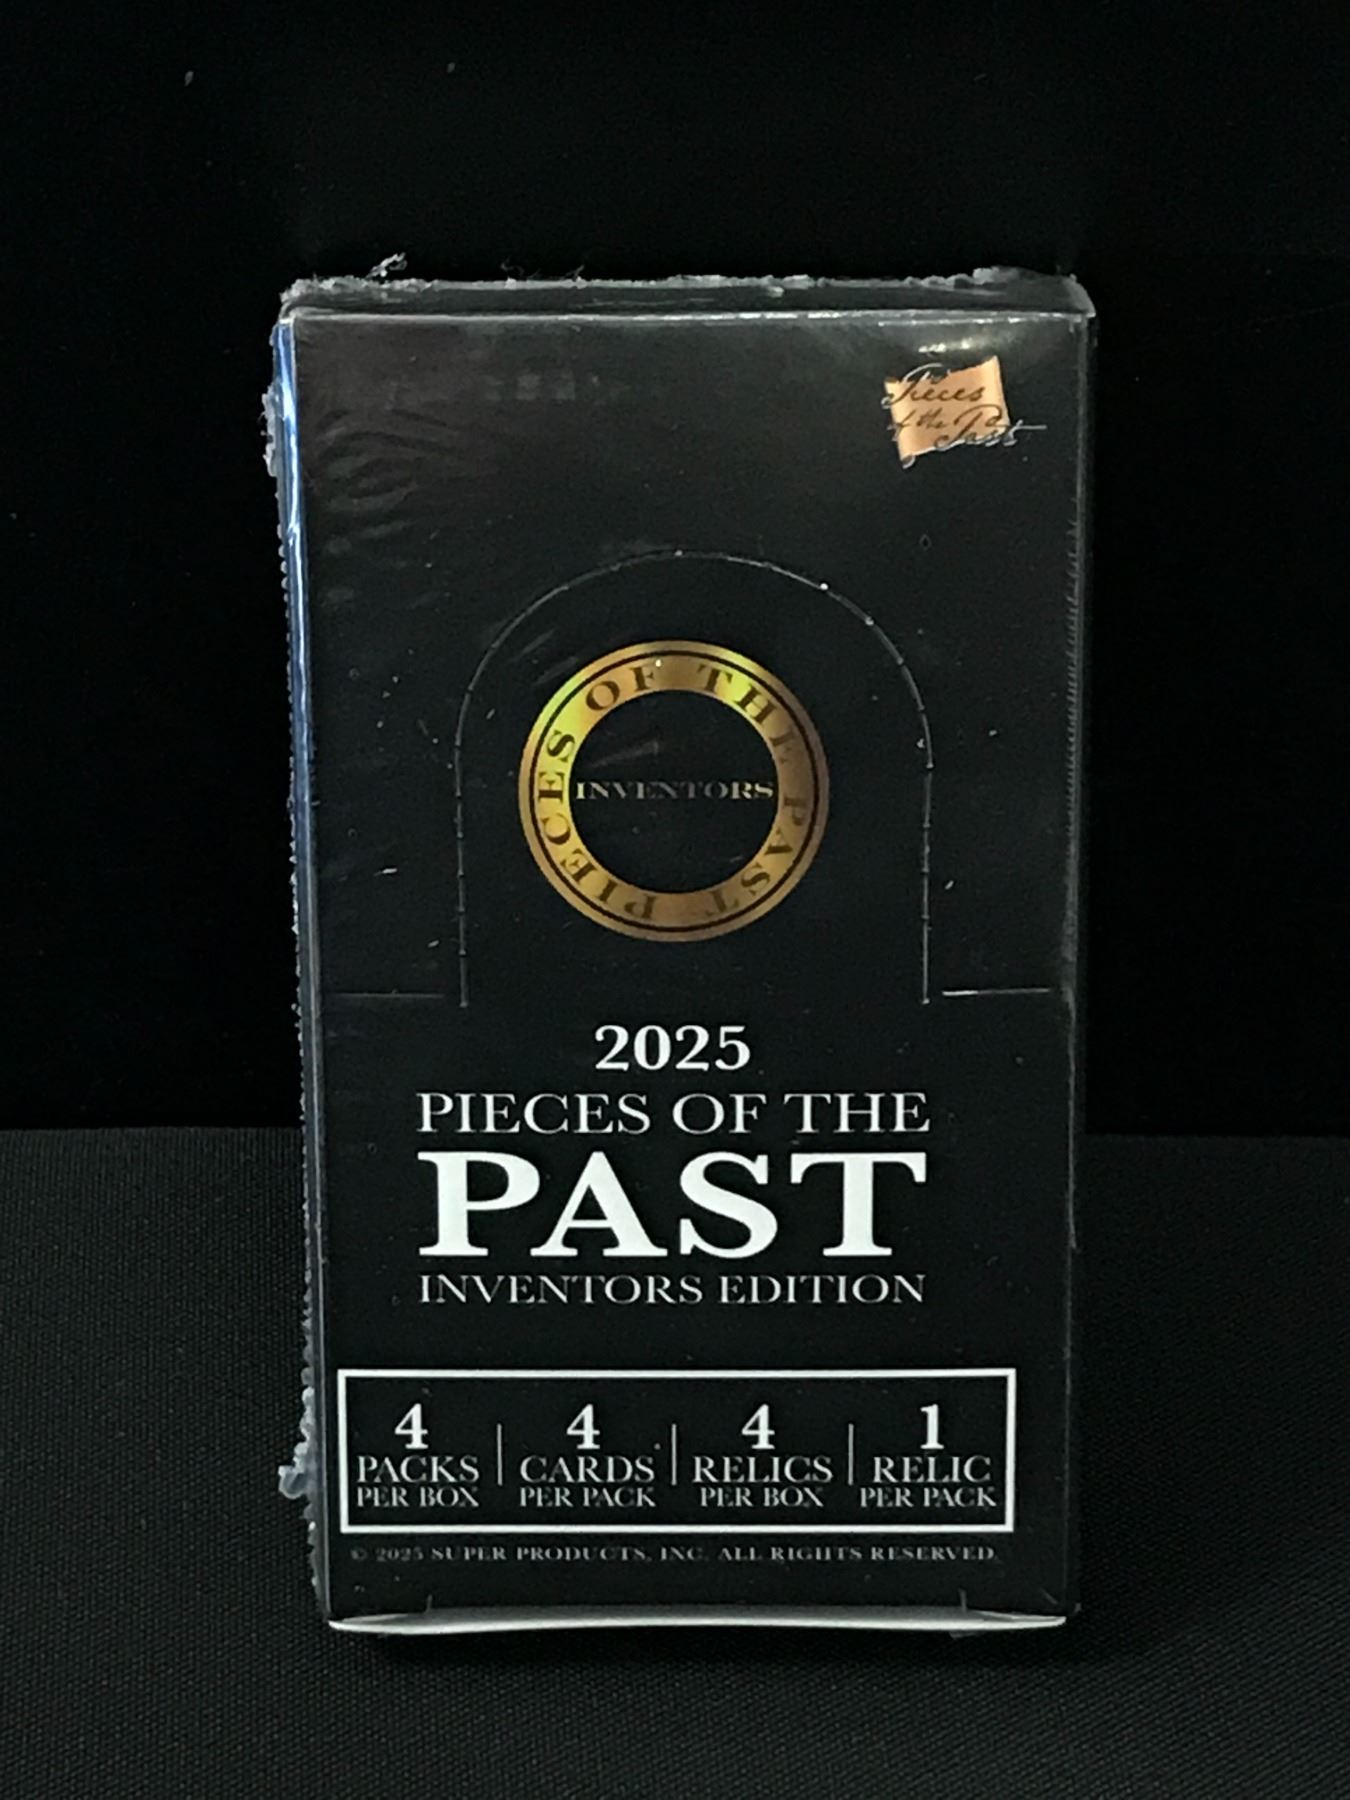 Pieces
of the Past
PIECES OF THE PAST
INVENTORS
2025
PIECES OF THE
PAST
INVENTORS EDITION
4 4 4 1
PACKS CARDS RELICS RELIC
PER BOX PER PACK PER BOX PER PACK
© 2025 SUPER PRODUCTS, INC. ALL RIGHTS RESERVED.